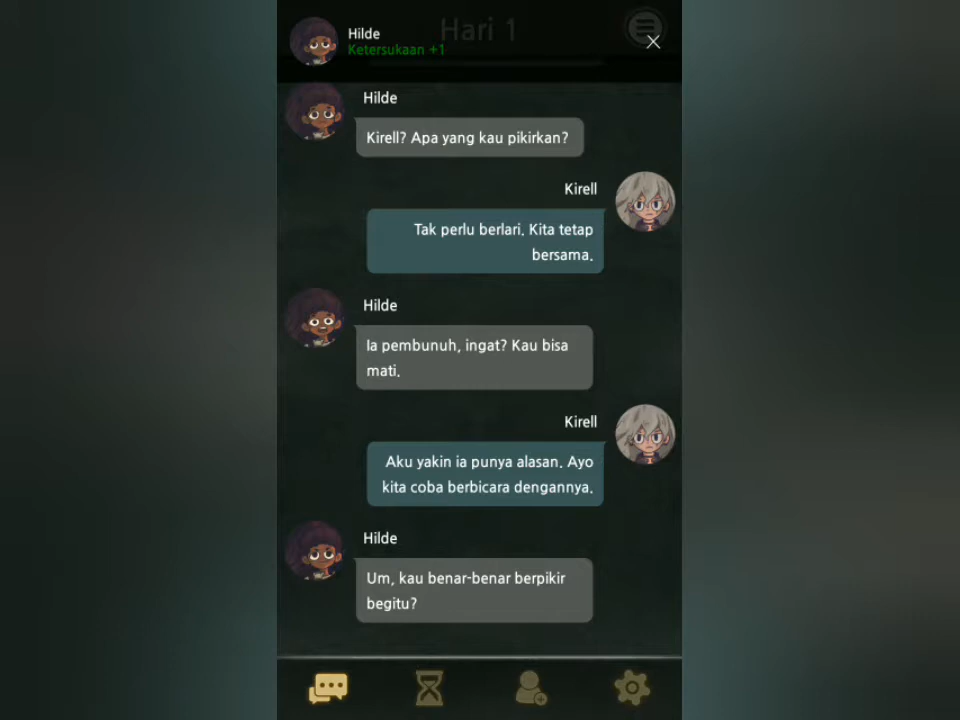 Hari 1
Hilde
Ketersukaan +1
Hilde
Kirell? Apa yang kau pikirkan?
Kirell
Tak perlu berlari. Kita tetap
bersama.
Hilde
Ia pembunuh, ingat? Kau bisa
mati.
Kirell
Aku yakin ia punya alasan. Ayo
kita coba berbicara dengannya.
Hilde
Um, kau benar-benar berpikir
begitu?